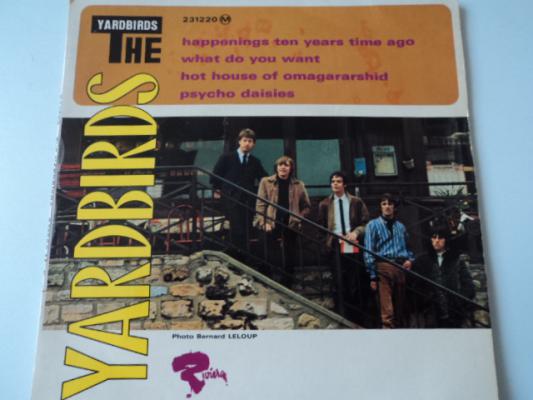 YARDBIRDS
THE
231220 M
happenings ten years time ago
what do you want
hot house of omagararshid
psycho daisies
YARDBIRDS
Photo Bernard LELOUP
Riviera